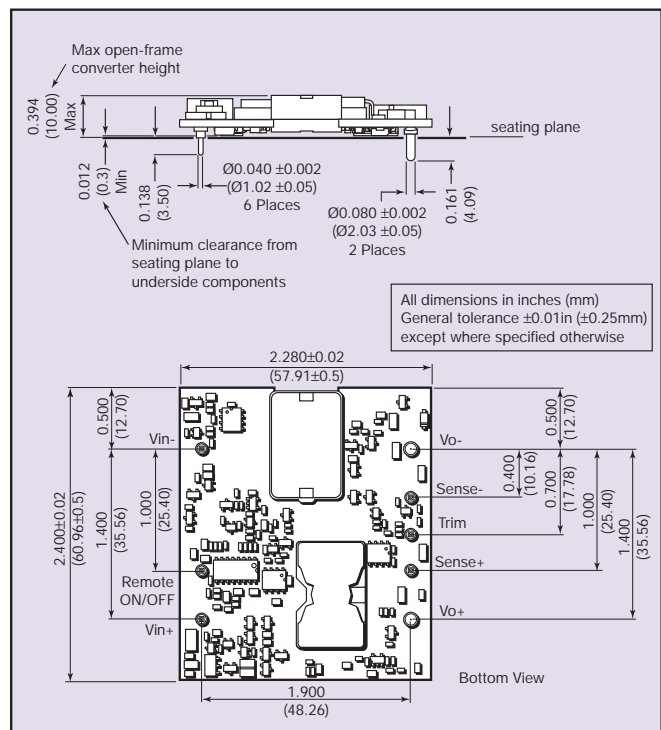 Max open-frame
converter height
0.394
(10.00)
Max
seating plane
0.012
(0.3)
Min
0.138
(3.50)
Ø0.040 ±0.002
(Ø1.02 ±0.05)
6 Places
Ø0.080 ±0.002
(Ø2.03 ±0.05)
2 Places
0.161
(4.09)
Minimum clearance from
seating plane to
underside components
All dimensions in inches (mm)
General tolerance ±0.01in (±0.25mm)
except where specified otherwise
2.280±0.02
(57.91±0.5)
0.500
(12.70)
Vin-
2.400±0.02
(60.96±0.5)
1.400
(35.56)
1.000
(25.40)
Remote
ON/OFF
Vin+
0.500
(12.70)
Vo-
0.400
(10.16)
Sense-
0.700
(17.78)
Trim
1.000
(25.40)
Sense+
1.400
(35.56)
Vo+
1.900
(48.26)
Bottom View